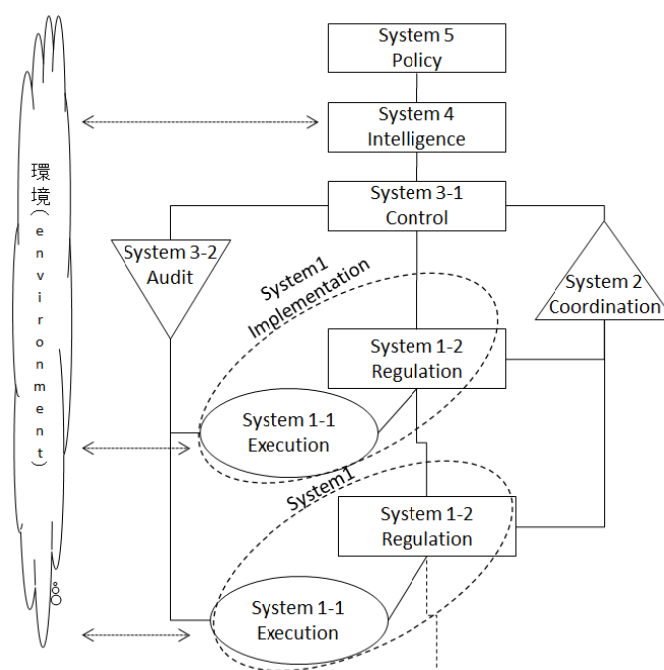 System 5
Policy
System 4
Intelligence
環境(environment)
System 3-1
Control
System 3-2
Audit
System1
Implementation
System 2
Coordination
System 1-2
Regulation
System 1-1
Execution
System1
System 1-2
Regulation
System 1-1
Execution